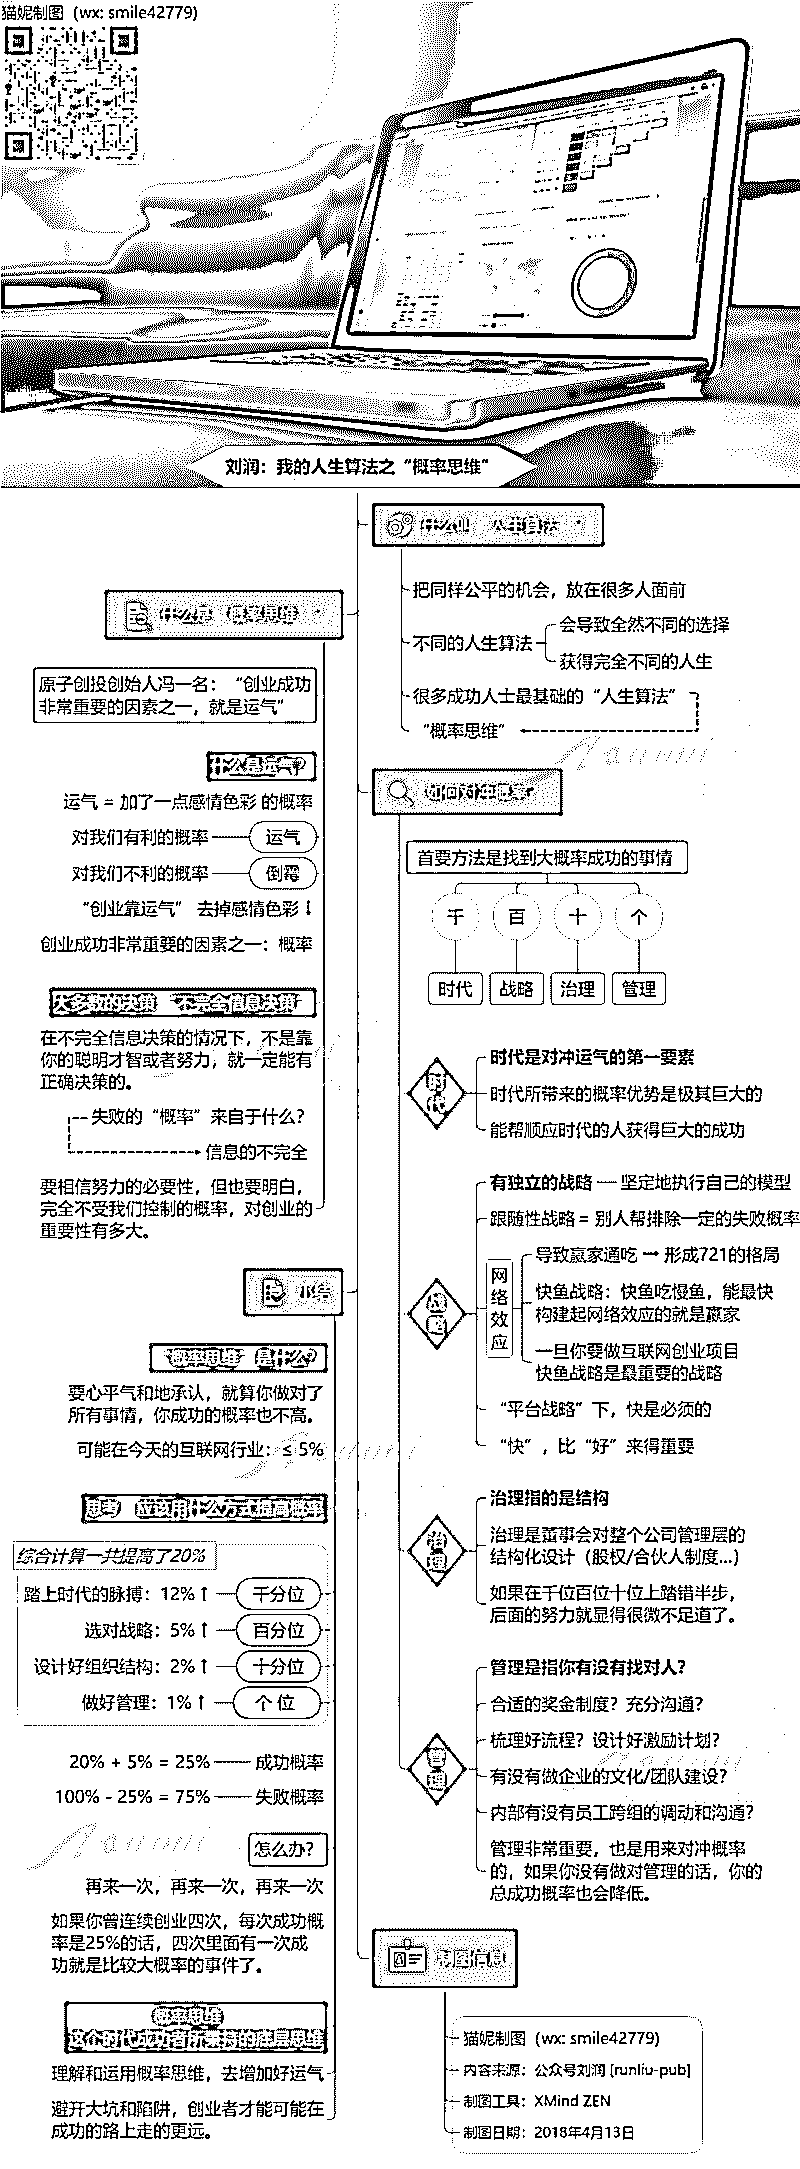 猫妮制图 (wx: smile42779)
刘润：我的人生算法之“概率思维”
什么叫“人生算法”
把同样公平的机会，放在很多人面前
不同的人生算法
会导致全然不同的选择
获得完全不同的人生
很多成功人士最基础的“人生算法”
“概率思维”
什么是“概率思维”
原子创投创始人冯一名：“创业成功
非常重要的因素之一，就是运气”
什么是运气?
运气 = 加了一点感情色彩 的概率
对我们有利的概率
运气
对我们不利的概率
倒霉
“创业靠运气” 去掉感情色彩↓
创业成功非常重要的因素之一：概率
大多数的决策“不完全信息决策”
在不完全信息决策的情况下，不是靠
你的聪明才智或者努力，就一定能有
正确决策的。
失败的“概率”来自于什么?
信息的不完全
要相信努力的必要性，但也要明白，
完全不受我们控制的概率，对创业的
重要性有多大。
如何对冲概率?
首要方法是找到大概率成功的事情
千
百
十
个
时代
战略
治理
管理
时代
时代是对冲运气的第一要素
时代所带来的概率优势是极其巨大的
能帮顺应时代的人获得巨大的成功
战略
有独立的战略 — 坚定地执行自己的模型
跟随性战略 = 别人帮排除一定的失败概率
网络效应
导致赢家通吃 → 形成721的格局
快鱼战略：快鱼吃慢鱼，能最快
构建起网络效应的就是赢家
一旦你要做互联网创业项目
快鱼战略是最重要的战略
“平台战略”下，快是必须的
“快”，比“好”来得重要
治理
治理指的是结构
治理是董事会对整个公司管理层的
结构化设计（股权/合伙人制度...）
如果在千位百位十位上踏错半步，
后面的努力就显得很微不足道了。
管理
管理是指你有没有找对人?
合适的奖金制度? 充分沟通?
梳理好流程? 设计好激励计划?
有没有做企业的文化/团队建设?
内部有没有员工跨组的调动和沟通?
管理非常重要，也是用来对冲概率
的，如果你没有做对管理的话，你的
总成功概率也会降低。
小结
“概率思维”是什么?
要心平气和地承认，就算你做对了
所有事情，你成功的概率也不高。
可能在今天的互联网行业：≤ 5%
思考 应该用什么方式提高概率
综合计算一共提高了20%
踏上时代的脉搏：12%↑
千分位
选对战略：5%↑
百分位
设计好组织结构：2%↑
十分位
做好管理：1%↑
个 位
20% + 5% = 25%
成功概率
100% - 25% = 75%
失败概率
怎么办?
再来一次，再来一次，再来一次
如果你曾连续创业四次，每次成功概
率是25%的话，四次里面有一次成
功就是比较大概率的事件了。
概率思维
这个时代成功者所秉持的底层思维
理解和运用概率思维，去增加好运气
避开大坑和陷阱，创业者才能可能在
成功的路上走的更远。
制图信息
猫妮制图 (wx: smile42779)
内容来源：公众号刘润 [runliu-pub]
制图工具：XMind ZEN
制图日期：2018年4月13日